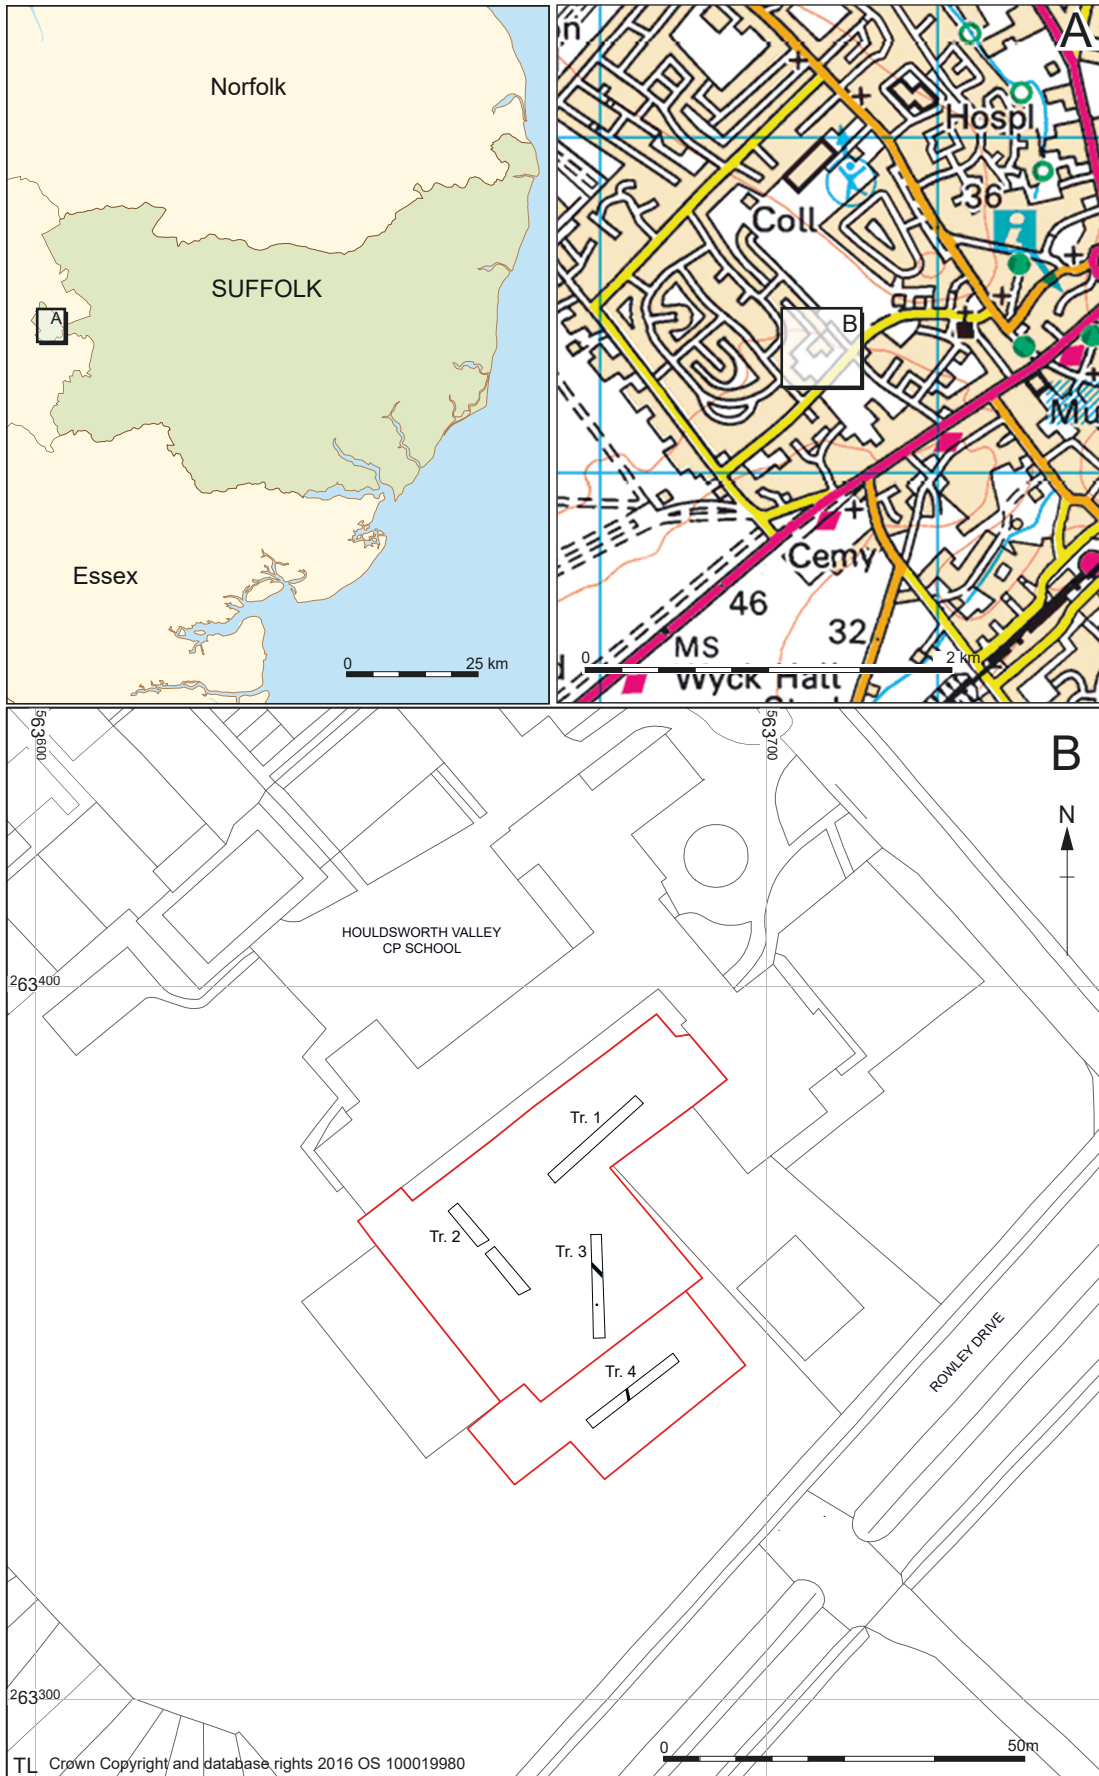 Norfolk
SUFFOLK
A
Essex
0 25 km
A
Hospl
36
Coll
B
Mu
Cemy
46
32
MS
0 2 km
Wyck Hall
B
563600
563700
N
HOULDSWORTH VALLEY
CP SCHOOL
263400
Tr. 1
Tr. 2
Tr. 3
Tr. 4
ROWLEY DRIVE
263300
0 50m
TL Crown Copyright and database rights 2016 OS 100019980